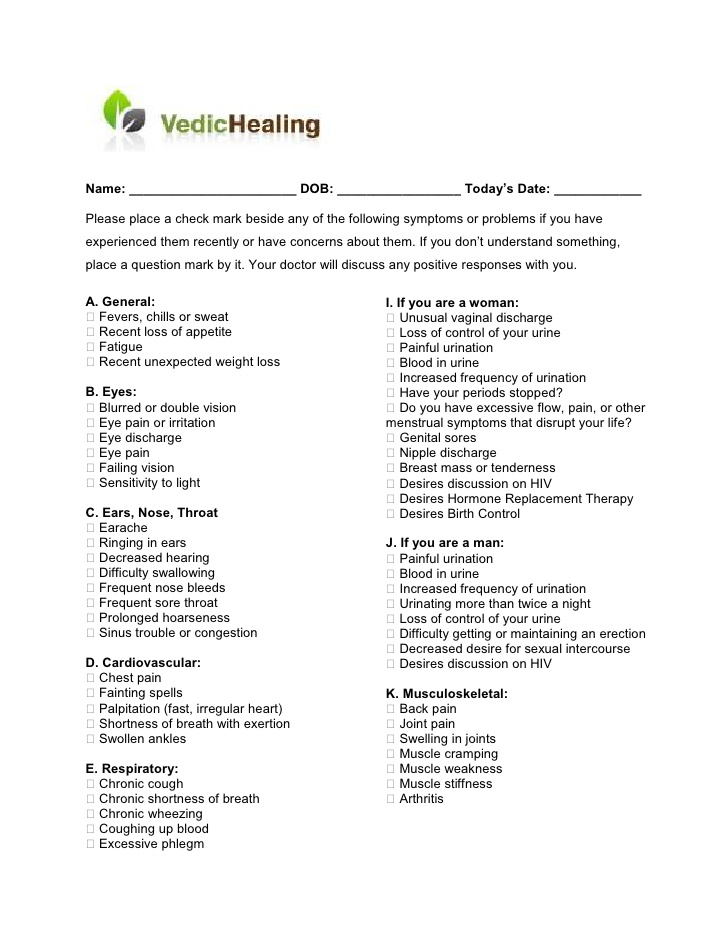 VedicHealing
Name: _______________________ DOB: _________________ Today's Date: ____________
Please place a check mark beside any of the following symptoms or problems if you have
experienced them recently or have concerns about them. If you don't understand something,
place a question mark by it. Your doctor will discuss any positive responses with you.
A. General:
☐ Fevers, chills or sweat
☐ Recent loss of appetite
☐ Fatigue
☐ Recent unexpected weight loss
B. Eyes:
☐ Blurred or double vision
☐ Eye pain or irritation
☐ Eye discharge
☐ Eye pain
☐ Failing vision
☐ Sensitivity to light
C. Ears, Nose, Throat
☐ Earache
☐ Ringing in ears
☐ Decreased hearing
☐ Difficulty swallowing
☐ Frequent nose bleeds
☐ Frequent sore throat
☐ Prolonged hoarseness
☐ Sinus trouble or congestion
D. Cardiovascular:
☐ Chest pain
☐ Fainting spells
☐ Palpitation (fast, irregular heart)
☐ Shortness of breath with exertion
☐ Swollen ankles
E. Respiratory:
☐ Chronic cough
☐ Chronic shortness of breath
☐ Chronic wheezing
☐ Coughing up blood
☐ Excessive phlegm
I. If you are a woman:
☐ Unusual vaginal discharge
☐ Loss of control of your urine
☐ Painful urination
☐ Blood in urine
☐ Increased frequency of urination
☐ Have your periods stopped?
☐ Do you have excessive flow, pain, or other
menstrual symptoms that disrupt your life?
☐ Genital sores
☐ Nipple discharge
☐ Breast mass or tenderness
☐ Desires discussion on HIV
☐ Desires Hormone Replacement Therapy
☐ Desires Birth Control
J. If you are a man:
☐ Painful urination
☐ Blood in urine
☐ Increased frequency of urination
☐ Urinating more than twice a night
☐ Loss of control of your urine
☐ Difficulty getting or maintaining an erection
☐ Decreased desire for sexual intercourse
☐ Desires discussion on HIV
K. Musculoskeletal:
☐ Back pain
☐ Joint pain
☐ Swelling in joints
☐ Muscle cramping
☐ Muscle weakness
☐ Muscle stiffness
☐ Arthritis